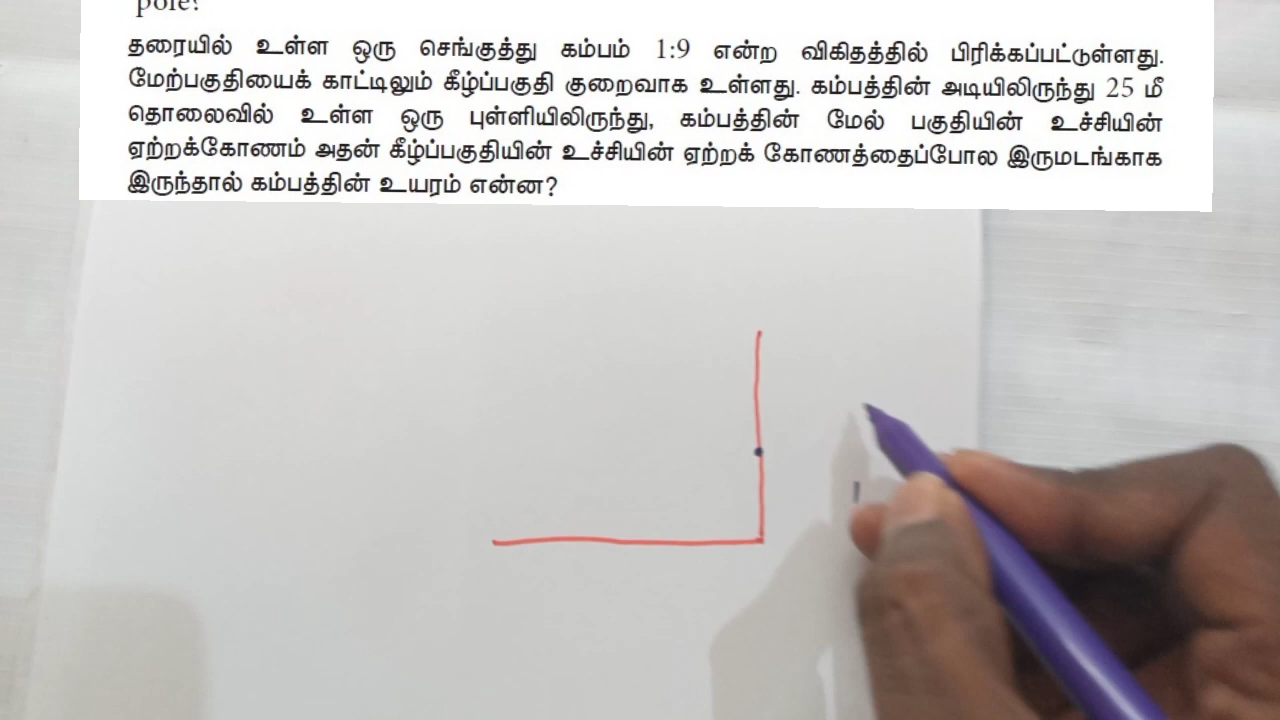 pole?
தரையில் உள்ள ஒரு செங்குத்து கம்பம் 1:9 என்ற விகிதத்தில் பிரிக்கப்பட்டுள்ளது.
மேற்பகுதியைக் காட்டிலும் கீழ்ப்பகுதி குறைவாக உள்ளது. கம்பத்தின் அடியிலிருந்து 25 மீ
தொலைவில் உள்ள ஒரு புள்ளியிலிருந்து, கம்பத்தின் மேல் பகுதியின் உச்சியின்
ஏற்றக்கோணம் அதன் கீழ்ப்பகுதியின் உச்சியின் ஏற்றக் கோணத்தைப்போல இருமடங்காக
இருந்தால் கம்பத்தின் உயரம் என்ன?